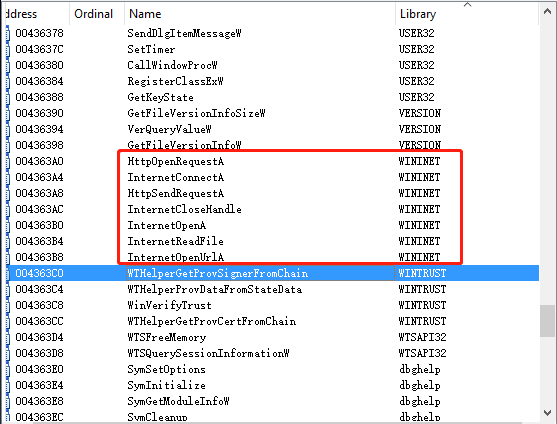 ddress Ordinal Name Library
00436378 SendDlgItemMessageW USER32
0043637C SetTimer USER32
00436380 CallWindowProcW USER32
00436384 RegisterClassExW USER32
00436388 GetKeyState USER32
00436390 GetFileVersionInfoSizeW VERSION
00436394 VerQueryValueW VERSION
00436398 GetFileVersionInfoW VERSION
004363A0 HttpOpenRequestA WININET
004363A4 InternetConnectA WININET
004363A8 HttpSendRequestA WININET
004363AC InternetCloseHandle WININET
004363B0 InternetOpenA WININET
004363B4 InternetReadFile WININET
004363B8 InternetOpenUrlA WININET
004363C0 WTHelperGetProvSignerFromChain WINTRUST
004363C4 WTHelperProvDataFromStateData WINTRUST
004363C8 WinVerifyTrust WINTRUST
004363CC WTHelperGetProvCertFromChain WINTRUST
004363D4 WTSFreeMemory WTSAPI32
004363D8 WTSQuerySessionInformationW WTSAPI32
004363E0 SymSetOptions dbghelp
004363E4 SymInitialize dbghelp
004363E8 SymGetModuleInfoW dbghelp
004363EC SymCleanup dbghelp